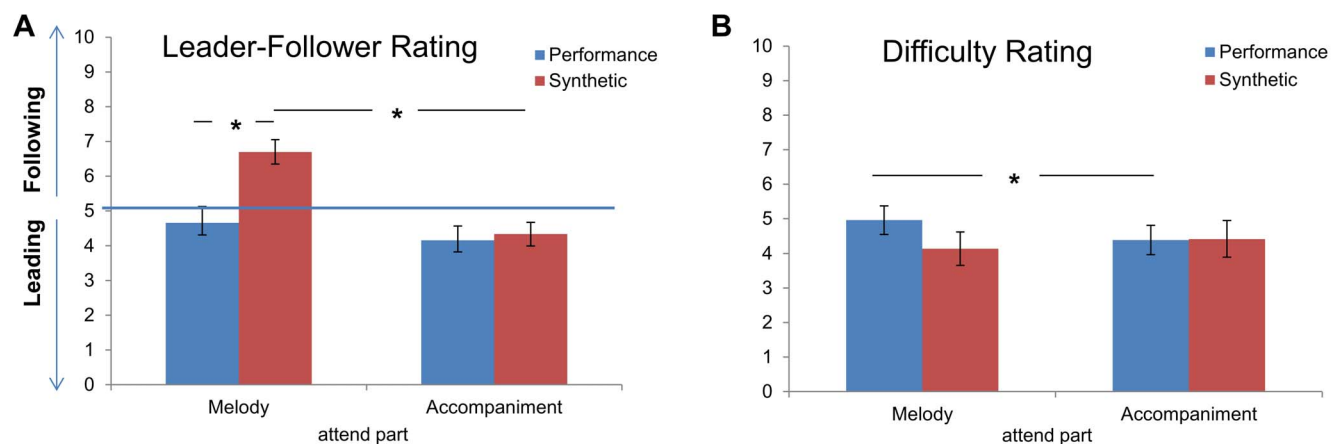 A
Leader-Follower Rating
Performance
Synthetic
Following
Leading
10
9
8
7
6
5
4
3
2
1
0
*
*
Melody
Accompaniment
attend part
B
Difficulty Rating
Performance
Synthetic
10
9
8
7
6
5
4
3
2
1
0
*
Melody
Accompaniment
attend part